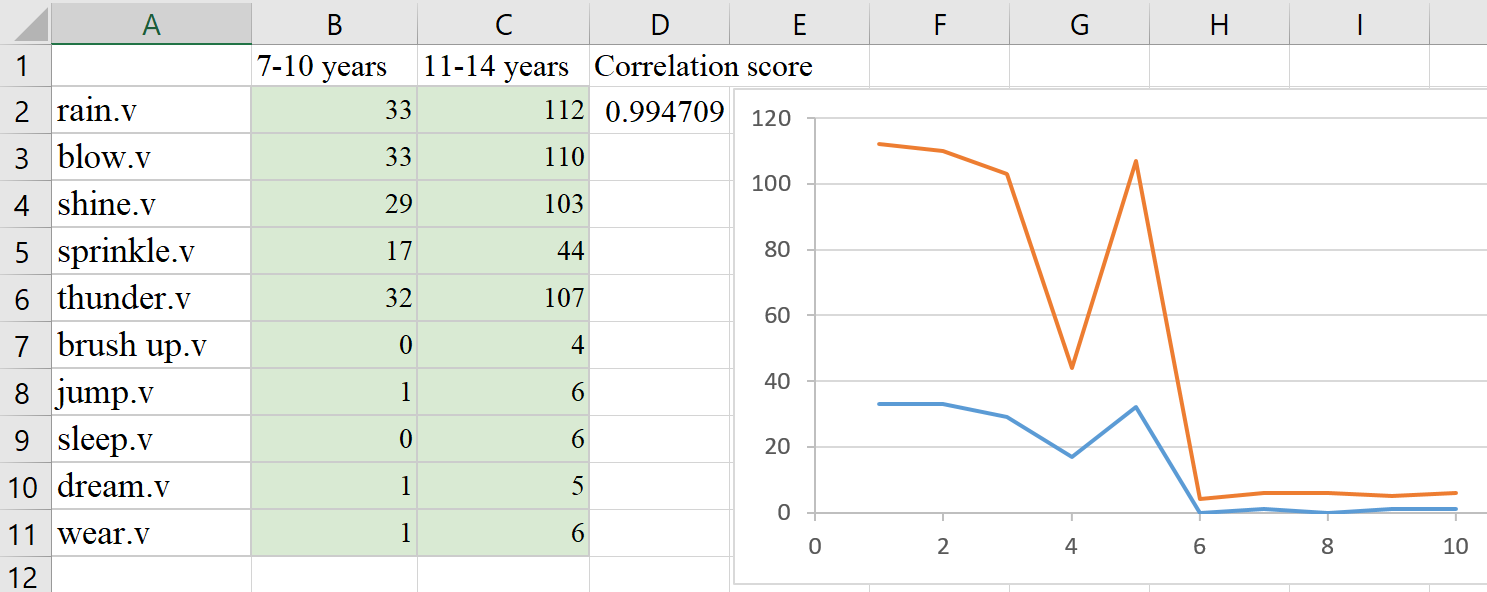 A B C D E F G H I
1 7-10 years 11-14 years Correlation score
2 rain.v 33 112 0.994709
3 blow.v 33 110
4 shine.v 29 103
5 sprinkle.v 17 44
6 thunder.v 32 107
7 brush up.v 0 4
8 jump.v 1 6
9 sleep.v 0 6
10 dream.v 1 5
11 wear.v 1 6
12
120
100
80
60
40
20
0
0 2 4 6 8 10